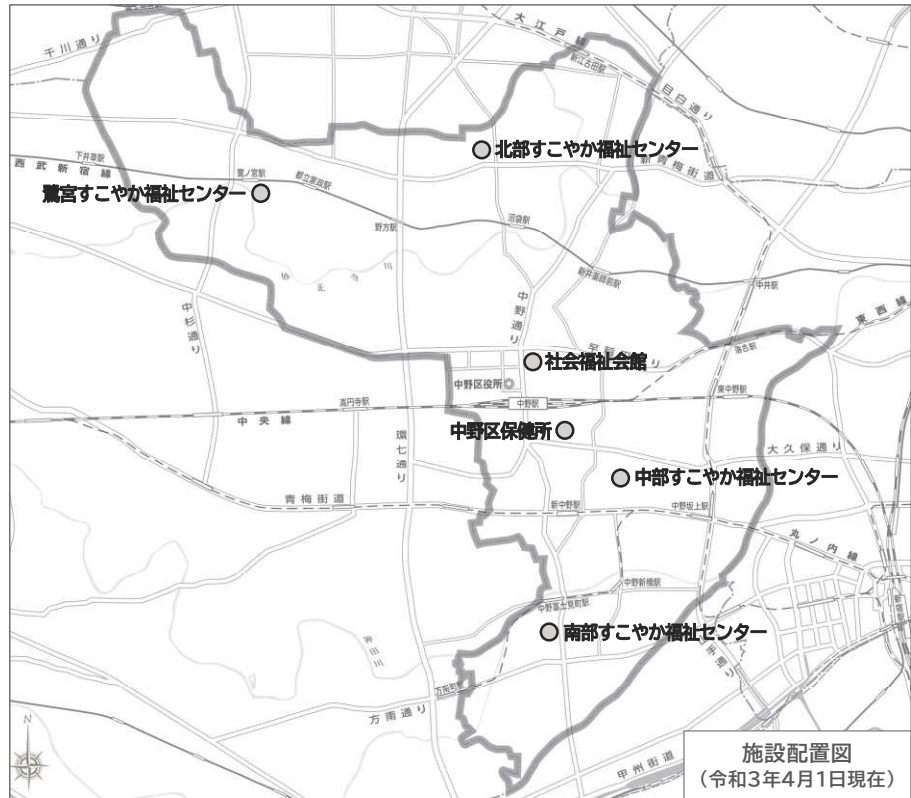 千川通り
大江戸線
新江古田駅
目白通り
北部すこやか福祉センター
新青梅街道
下井草駅
西武新宿線
鷺ノ宮駅
都立家政駅
鷺宮すこやか福祉センター
野方駅
沼袋駅
妙正寺川
新井薬師前駅
中井駅
中杉通り
中野通り
東西線
落合駅
社会福祉会館
中野区役所
高円寺駅
中野駅
東中野駅
中央線
中野区保健所
環七通り
大久保通り
中部すこやか福祉センター
青梅街道
新中野駅
中野坂上駅
丸ノ内線
中野新橋駅
中野富士見町駅
南部すこやか福祉センター
方南町駅
方南通り
N
甲州街道
施設配置図
（令和3年4月1日現在）